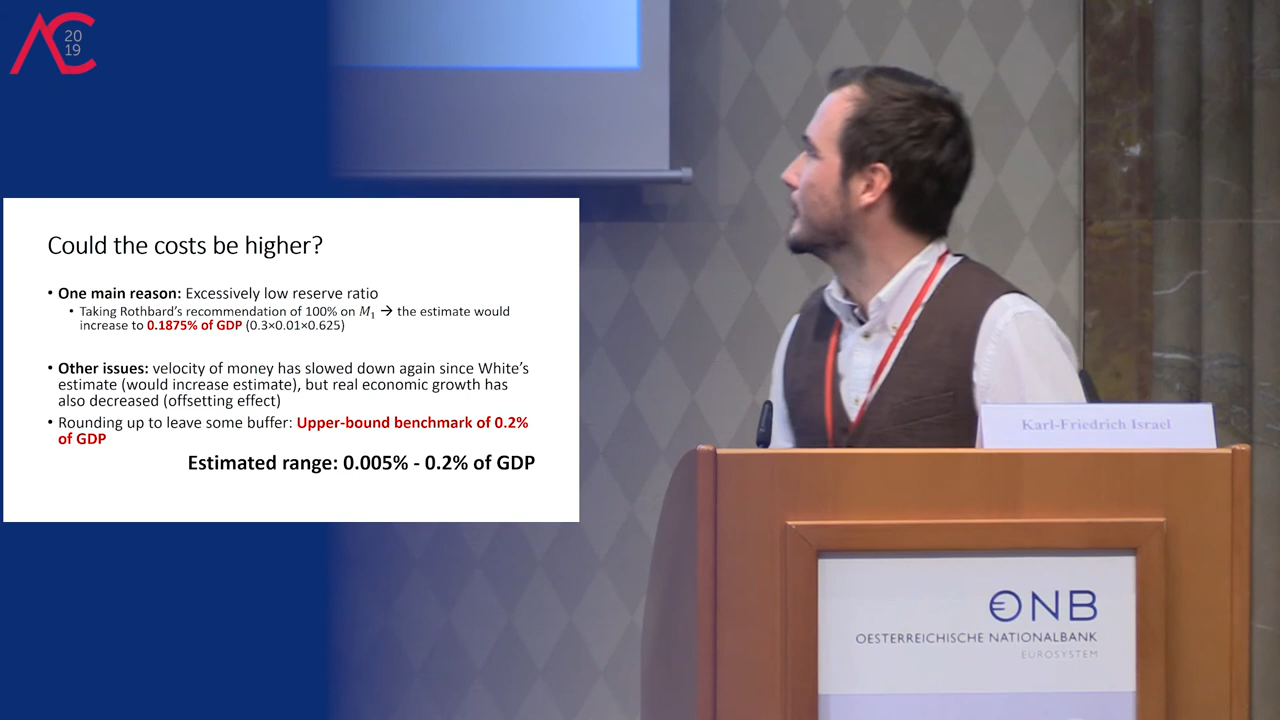 20
19
Could the costs be higher?
• One main reason: Excessively low reserve ratio
• Taking Rothbard's recommendation of 100% on M₁ → the estimate would
increase to 0.1875% of GDP (0.3×0.01×0.625)
• Other issues: velocity of money has slowed down again since White's
estimate (would increase estimate), but real economic growth has
also decreased (offsetting effect)
• Rounding up to leave some buffer: Upper-bound benchmark of 0.2%
of GDP
Estimated range: 0.005% - 0.2% of GDP
Karl-Friedrich Israel
ONB
OESTERREICHISCHE NATIONALBANK
EUROSYSTEM